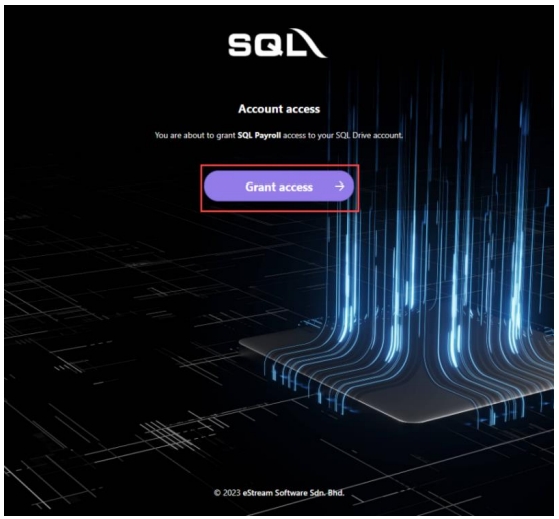 SQL
Account access
You are about to grant SQL Payroll access to your SQL Drive account.
Grant access →
© 2023 eStream Software Sdn. Bhd.